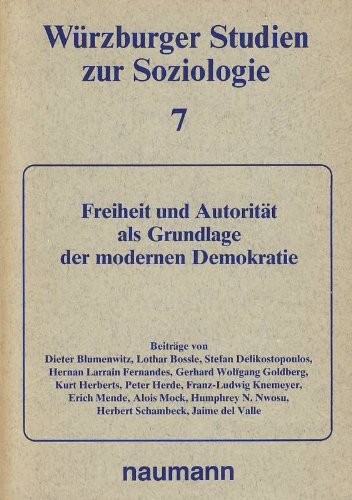 Würzburger Studien
zur Soziologie
7
Freiheit und Autorität
als Grundlage
der modernen Demokratie
Beiträge von
Dieter Blumenwitz, Lothar Bossle, Stefan Delikostopoulos,
Hernan Larrain Fernandes, Gerhard Wolfgang Goldberg,
Kurt Herberts, Peter Herde, Franz-Ludwig Knemeyer,
Erich Mende, Alois Mock, Humphrey N. Nwosu,
Herbert Schambeck, Jaime del Valle
naumann